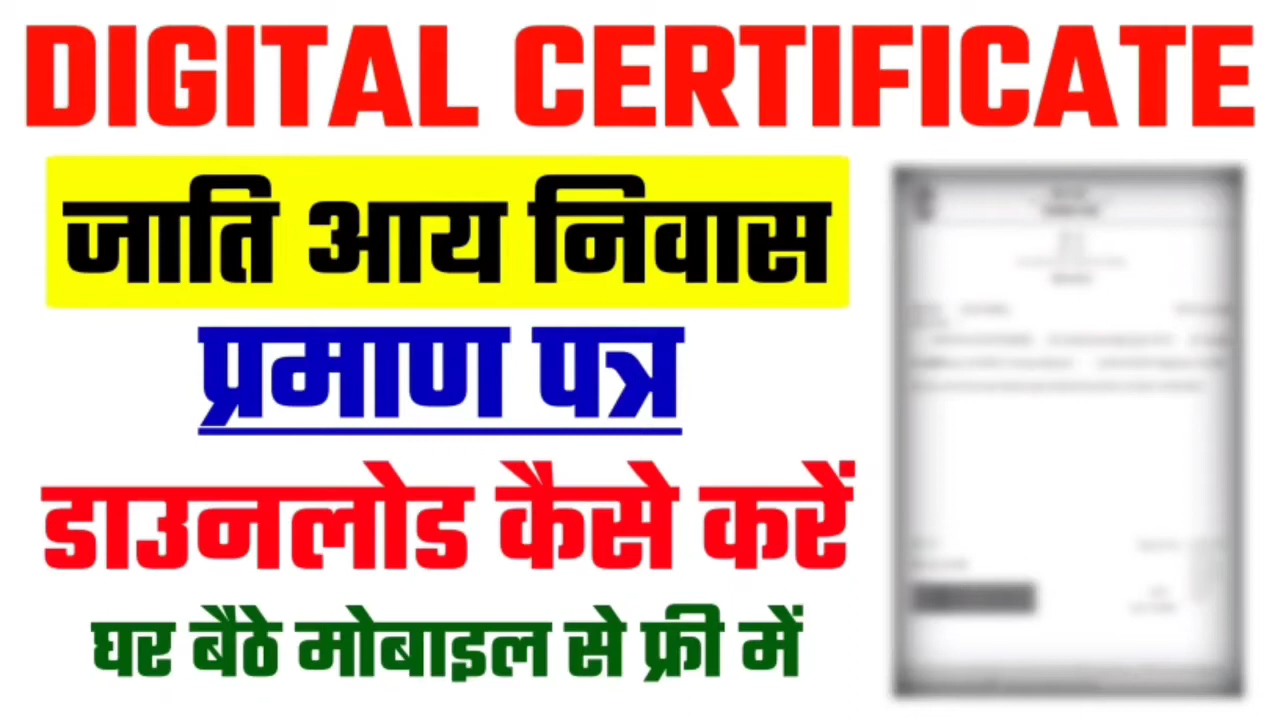 DIGITAL CERTIFICATE
जाति आय निवास
प्रमाण पत्र
डाउनलोड कैसे करें
घर बैठे मोबाइल से फ्री में